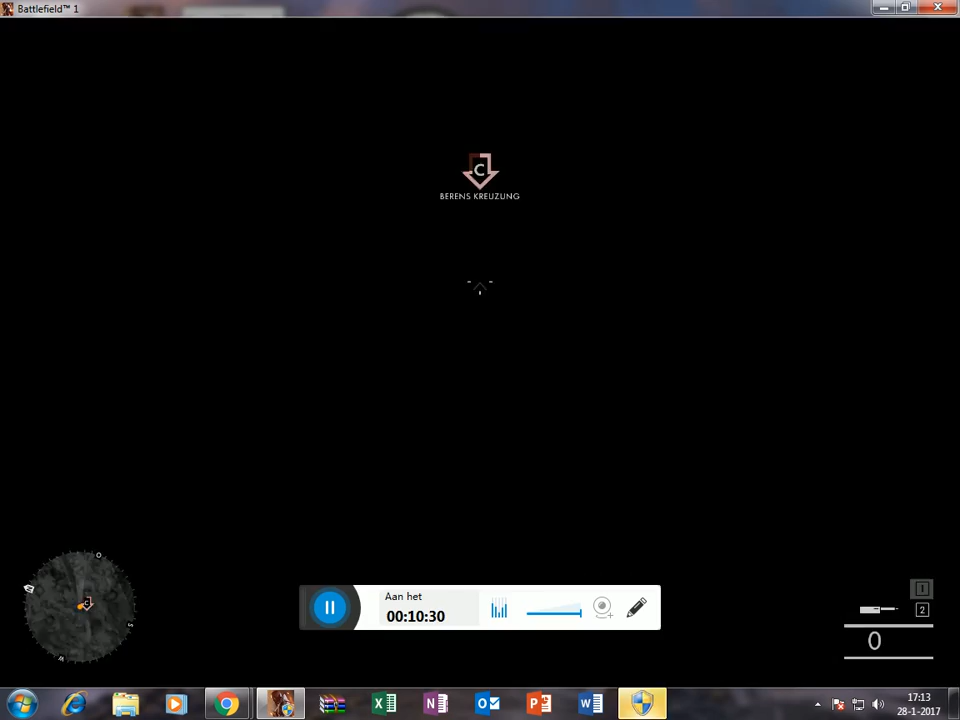 Battlefield™ 1
C
BERENS KREUZUNG
O
C
S
W
Aan het
00:10:30
1
2
0
17:13
28-1-2017